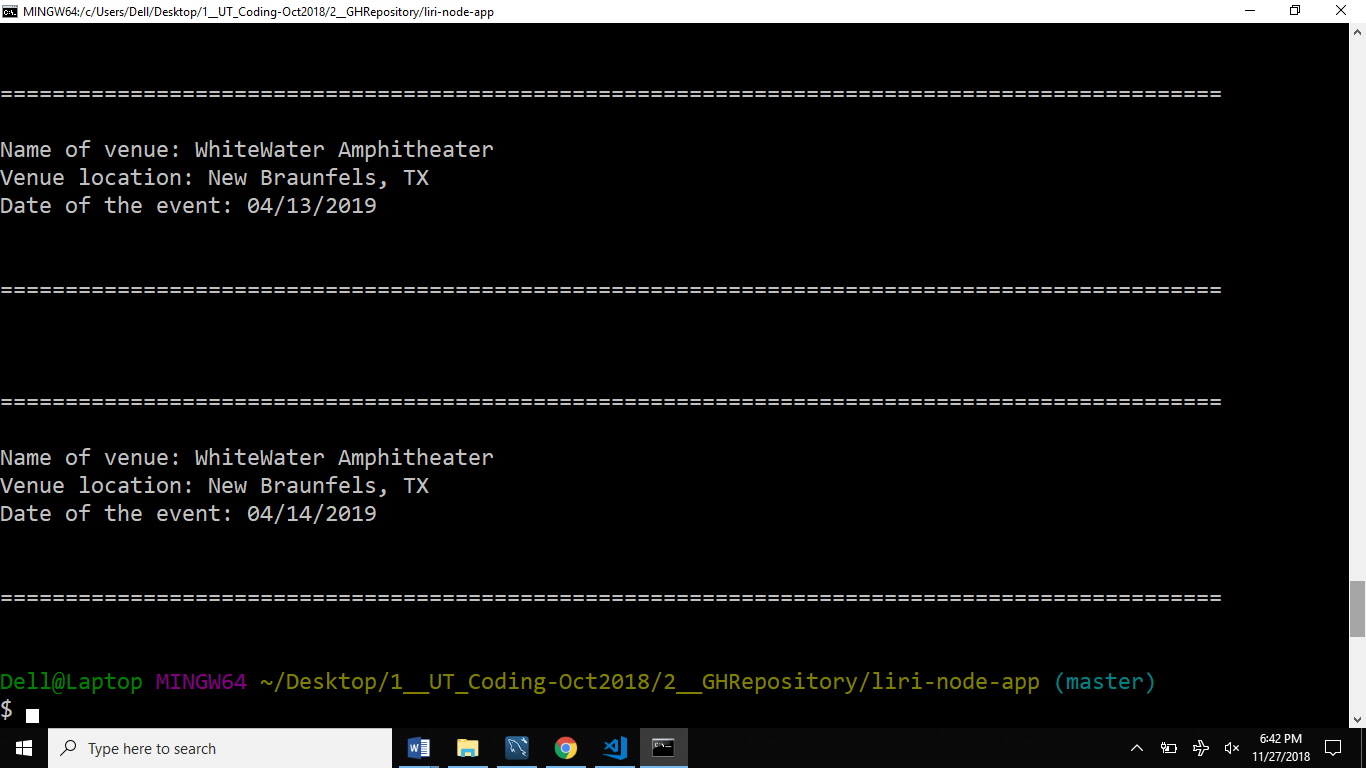 MINGW64:/c/Users/Dell/Desktop/1__UT_Coding-Oct2018/2__GHRepository/liri-node-app
==============================================================================================
Name of venue: WhiteWater Amphitheater
Venue location: New Braunfels, TX
Date of the event: 04/13/2019
==============================================================================================
==============================================================================================
Name of venue: WhiteWater Amphitheater
Venue location: New Braunfels, TX
Date of the event: 04/14/2019
==============================================================================================
Dell@Laptop MINGW64 ~/Desktop/1__UT_Coding-Oct2018/2__GHRepository/liri-node-app (master)
$
Type here to search
6:42 PM
11/27/2018